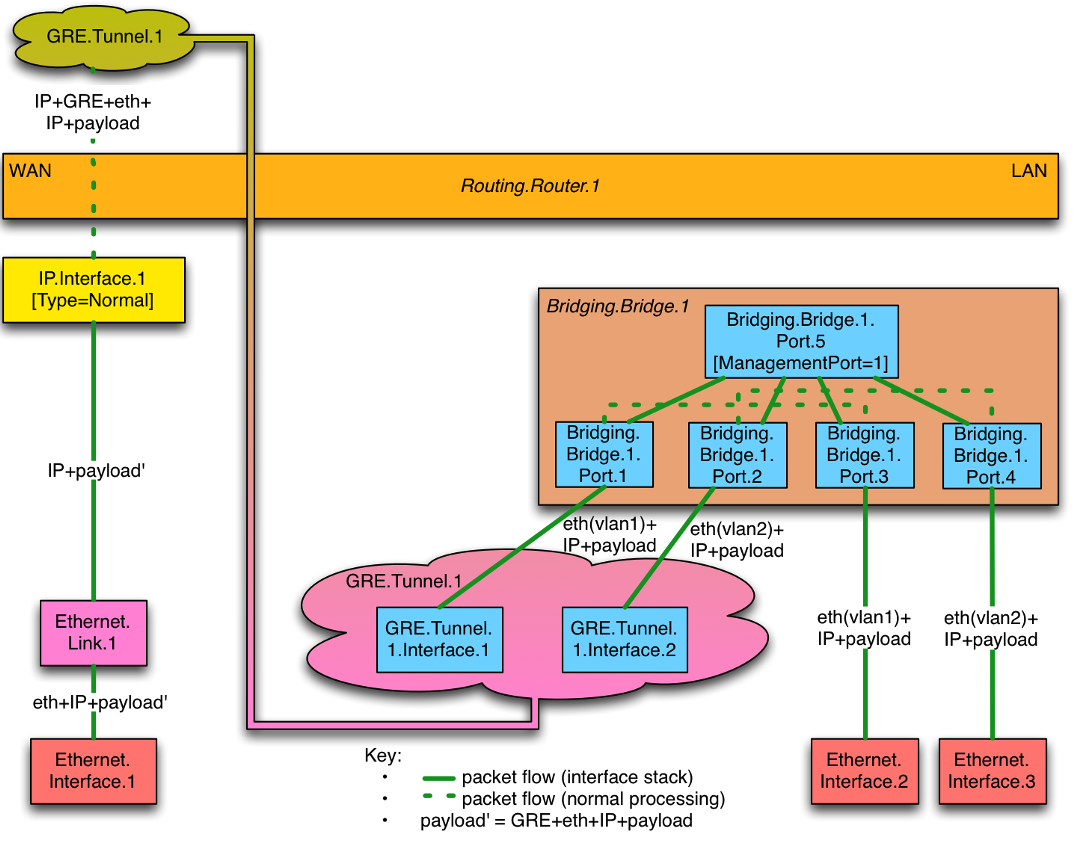 GRE.Tunnel.1
IP+GRE+eth+
IP+payload
WAN
Routing.Router.1
LAN
IP.Interface.1
[Type=Normal]
Bridging.Bridge.1
Bridging.Bridge.1.
Port.5
[ManagementPort=1]
Bridging.
Bridge.1.
Port.1
Bridging.
Bridge.1.
Port.2
Bridging.
Bridge.1.
Port.3
Bridging.
Bridge.1.
Port.4
IP+payload'
eth(vlan1)+
IP+payload
eth(vlan2)+
IP+payload
GRE.Tunnel.1
GRE.Tunnel.
1.Interface.1
GRE.Tunnel.
1.Interface.2
eth(vlan1)+
IP+payload
eth(vlan2)+
IP+payload
Ethernet.
Link.1
eth+IP+payload'
Ethernet.
Interface.1
Ethernet.
Interface.2
Ethernet.
Interface.3
Key:
• packet flow (interface stack)
• packet flow (normal processing)
• payload' = GRE+eth+IP+payload